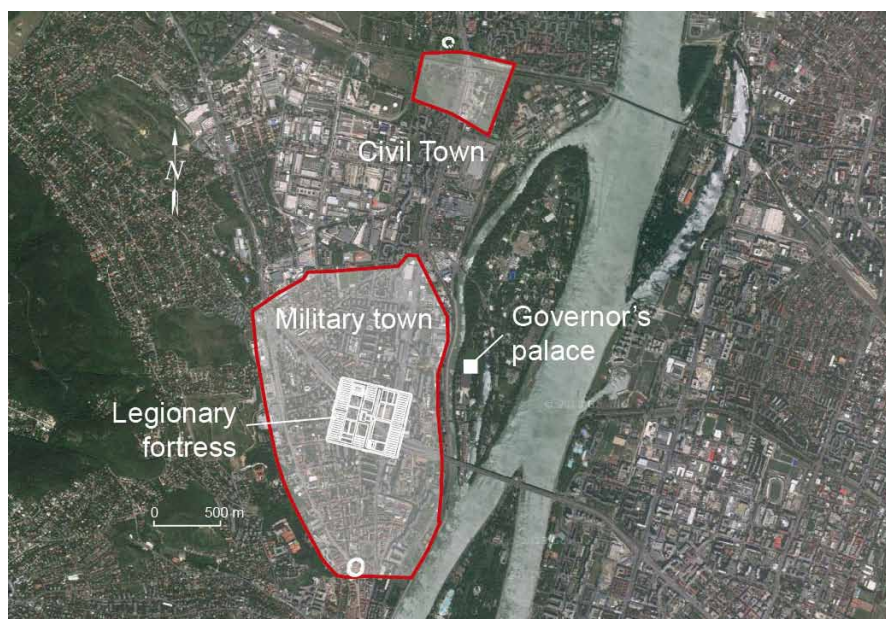 Civil Town
N
Military town
Governor's
palace
Legionary
fortress
0 500 m